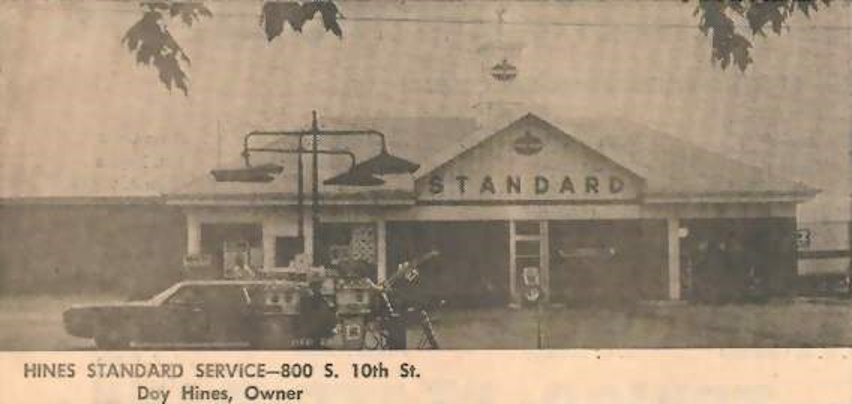 STANDARD
HINES STANDARD SERVICE—800 S. 10th St.
Doy Hines, Owner